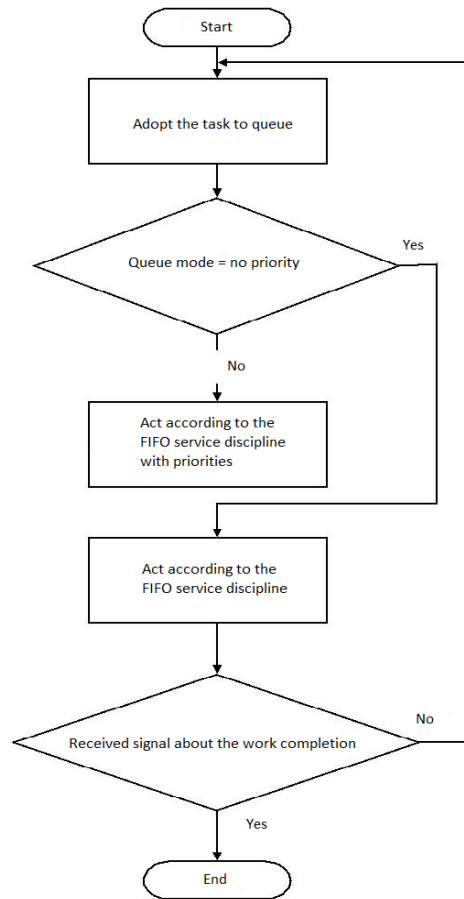 Start
Adopt the task to queue
Yes
Queue mode = no priority
No
Act according to the
FIFO service discipline
with priorities
Act according to the
FIFO service discipline
No
Received signal about the work completion
Yes
End